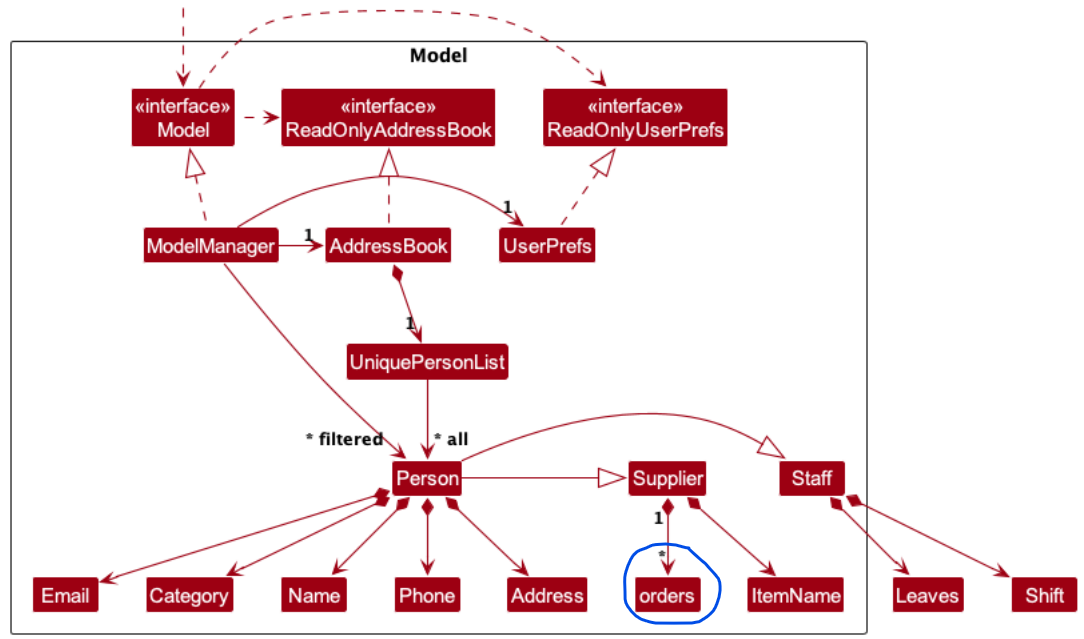 Model
«interface»
Model
«interface»
ReadOnlyAddressBook
«interface»
ReadOnlyUserPrefs
1
ModelManager
1
AddressBook
UserPrefs
1
UniquePersonList
* filtered
* all
Person
Supplier
Staff
1
*
Email
Category
Name
Phone
Address
orders
ItemName
Leaves
Shift